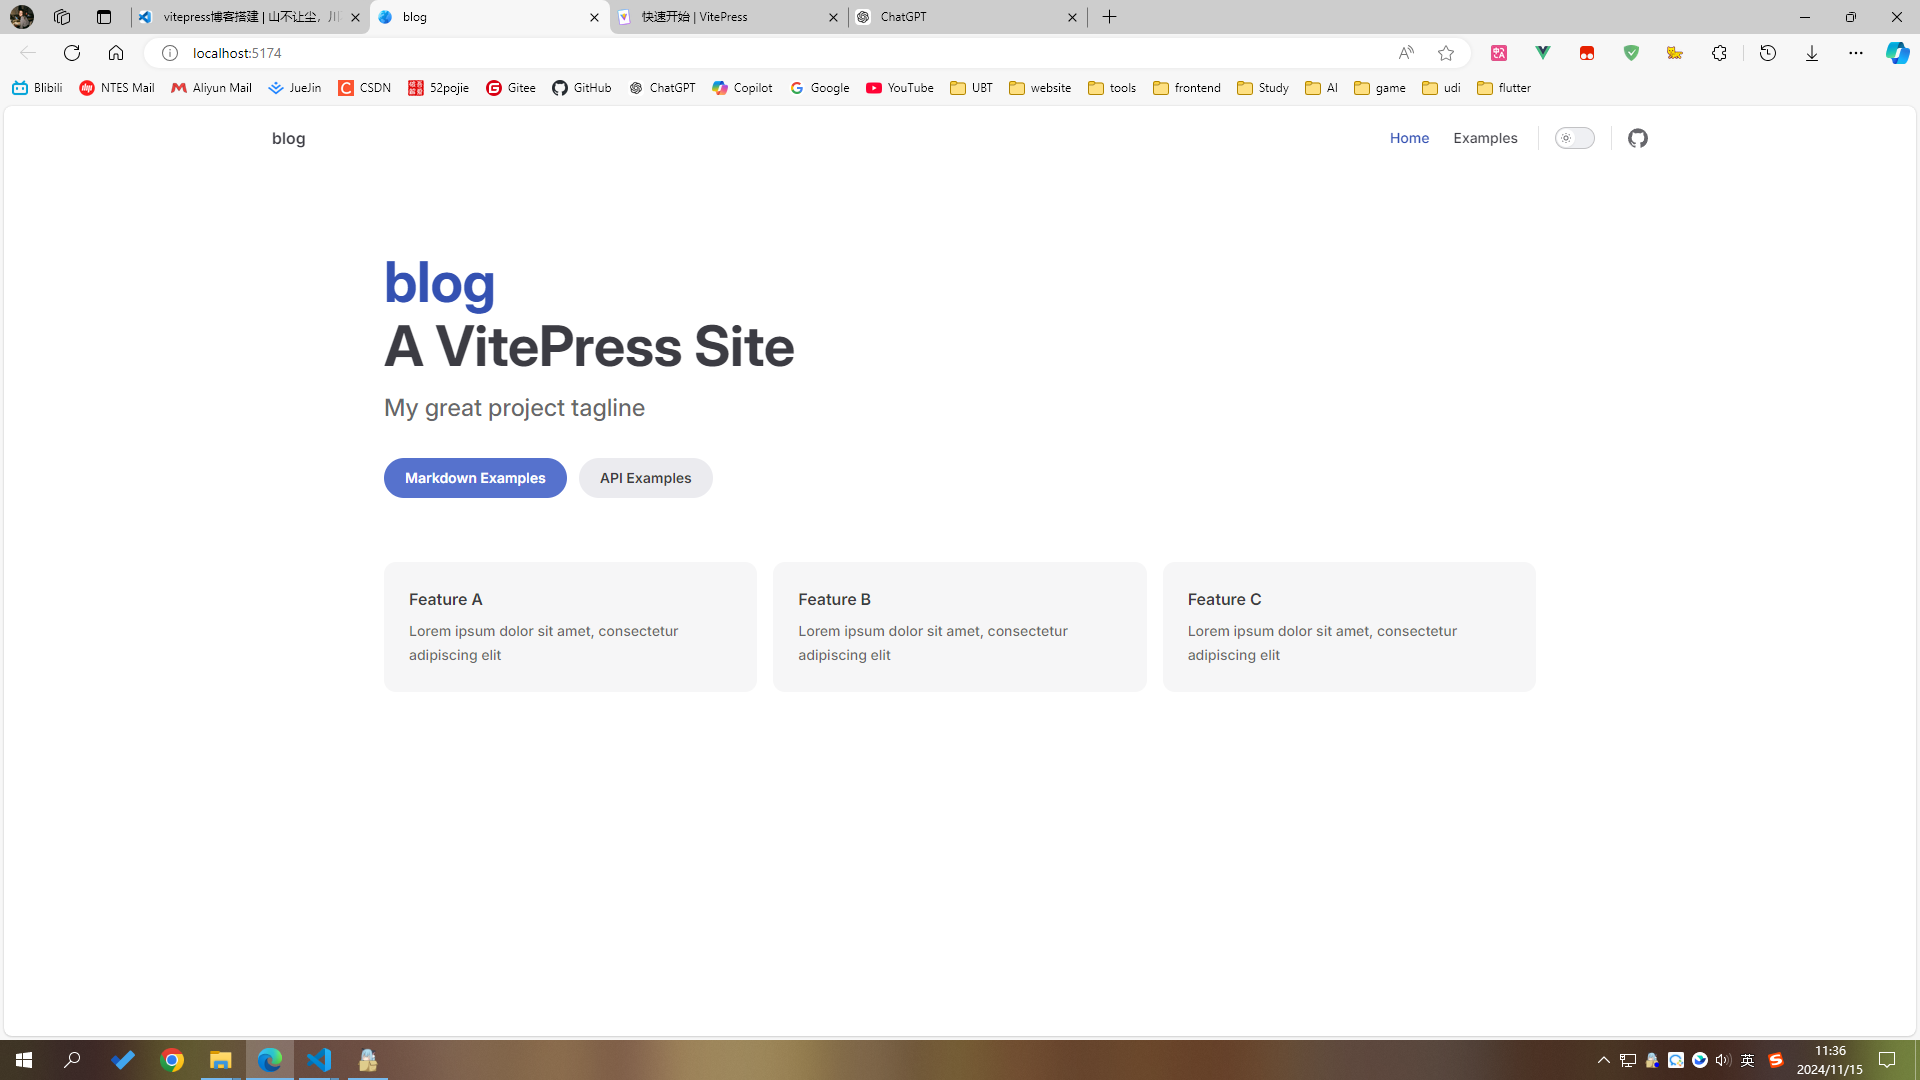 vitepress博客搭建 | 山不让尘，川
blog
快速开始 | VitePress
ChatGPT
localhost:5174
Blibili
NTES Mail
Aliyun Mail
JueJin
CSDN
52pojie
Gitee
GitHub
ChatGPT
Copilot
Google
YouTube
UBT
website
tools
frontend
Study
AI
game
udi
flutter
blog
Home
Examples
blog
A VitePress Site
My great project tagline
Markdown Examples
API Examples
Feature A
Lorem ipsum dolor sit amet, consectetur
adipiscing elit
Feature B
Lorem ipsum dolor sit amet, consectetur
adipiscing elit
Feature C
Lorem ipsum dolor sit amet, consectetur
adipiscing elit
英
11:36
2024/11/15